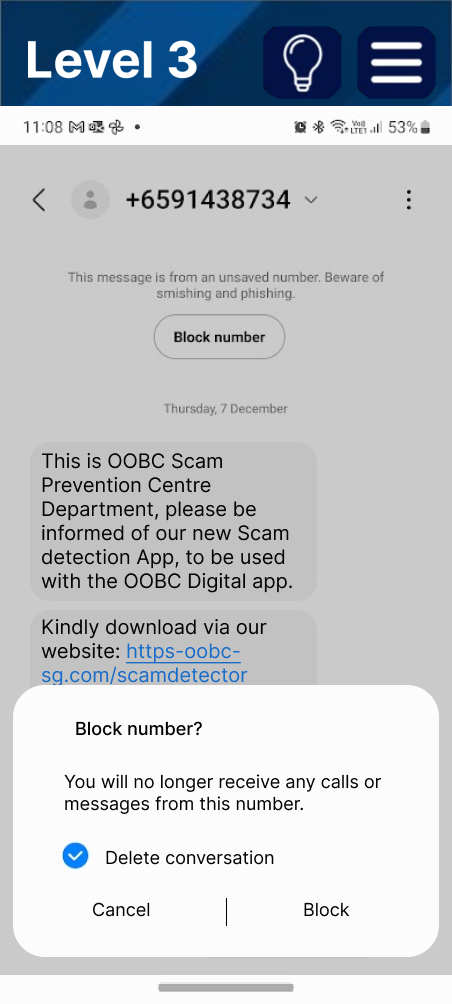 Level 3
11:08
Vo))
LTE1
53%
+6591438734
This message is from an unsaved number. Beware of
smishing and phishing.
Block number
Thursday, 7 December
This is OOBC Scam
Prevention Centre
Department, please be
informed of our new Scam
detection App, to be used
with the OOBC Digital app.
Kindly download via our
website: https-oobc-
sg.com/scamdetector
Block number?
You will no longer receive any calls or
messages from this number.
Delete conversation
Cancel
Block